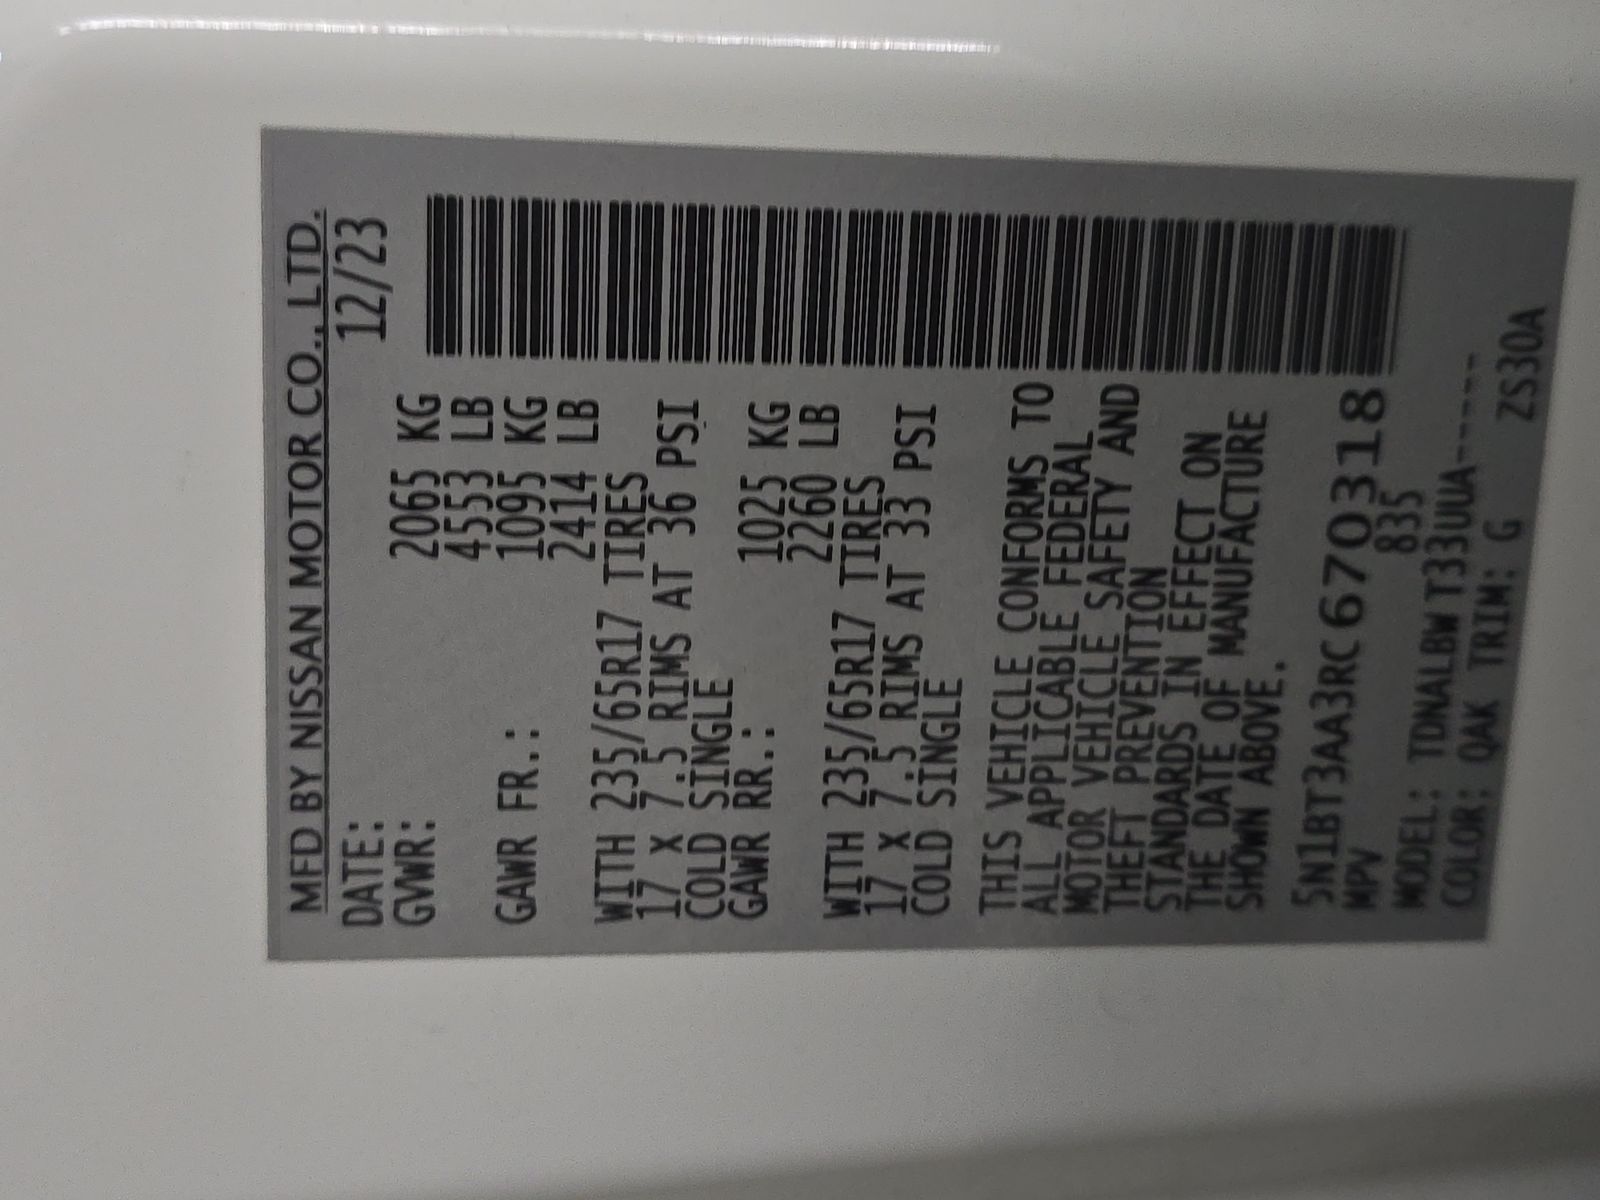 MFD BY NISSAN MOTOR CO., LTD.
DATE: 12/23
GVWR: 2065 KG
4553 LB
GAWR FR.: 1095 KG
2414 LB
WITH 235/65R17 TIRES
17 X 7.5 RIMS AT 36 PSI
COLD SINGLE
GAWR RR.: 1025 KG
2260 LB
WITH 235/65R17 TIRES
17 X 7.5 RIMS AT 33 PSI
COLD SINGLE
THIS VEHICLE CONFORMS TO
ALL APPLICABLE FEDERAL
MOTOR VEHICLE SAFETY AND
THEFT PREVENTION
STANDARDS IN EFFECT ON
THE DATE OF MANUFACTURE
SHOWN ABOVE.
5N1BT3AA3RC670318
MPV 835
MODEL: TDNALBW T33UUA-----
COLOR: QAK TRIM: G ZS30A